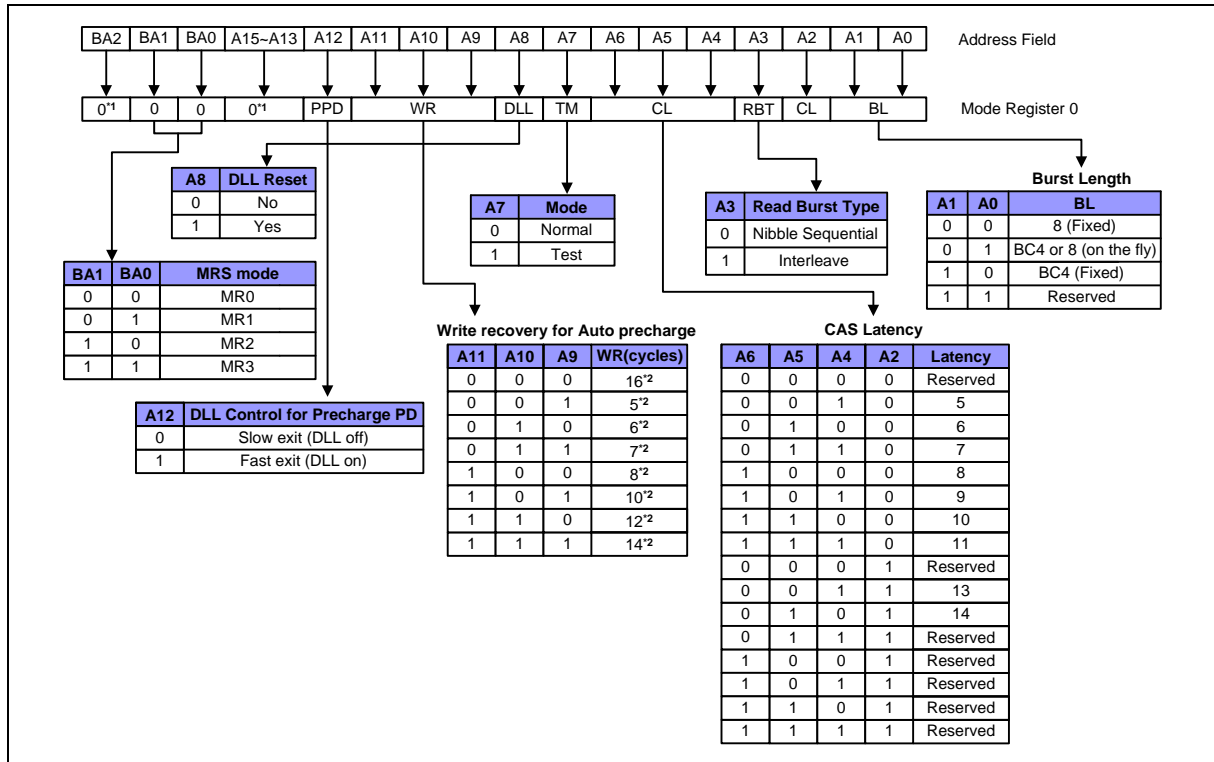 BA2 BA1 BA0 A15~A13 A12 A11 A10 A9 A8 A7 A6 A5 A4 A3 A2 A1 A0 Address Field
0*1 0 0 0*1 PPD WR DLL TM CL RBT CL BL Mode Register 0
A8 DLL Reset
0 No
1 Yes
BA1 BA0 MRS mode
0 0 MR0
0 1 MR1
1 0 MR2
1 1 MR3
A12 DLL Control for Precharge PD
0 Slow exit (DLL off)
1 Fast exit (DLL on)
A7 Mode
0 Normal
1 Test
Write recovery for Auto precharge
A11 A10 A9 WR(cycles)
0 0 0 16*2
0 0 1 5*2
0 1 0 6*2
0 1 1 7*2
1 0 0 8*2
1 0 1 10*2
1 1 0 12*2
1 1 1 14*2
A3 Read Burst Type
0 Nibble Sequential
1 Interleave
Burst Length
A1 A0 BL
0 0 8 (Fixed)
0 1 BC4 or 8 (on the fly)
1 0 BC4 (Fixed)
1 1 Reserved
CAS Latency
A6 A5 A4 A2 Latency
0 0 0 0 Reserved
0 0 1 0 5
0 1 0 0 6
0 1 1 0 7
1 0 0 0 8
1 0 1 0 9
1 1 0 0 10
1 1 1 0 11
0 0 0 1 Reserved
0 0 1 1 13
0 1 0 1 14
0 1 1 1 Reserved
1 0 0 1 Reserved
1 0 1 1 Reserved
1 1 0 1 Reserved
1 1 1 1 Reserved